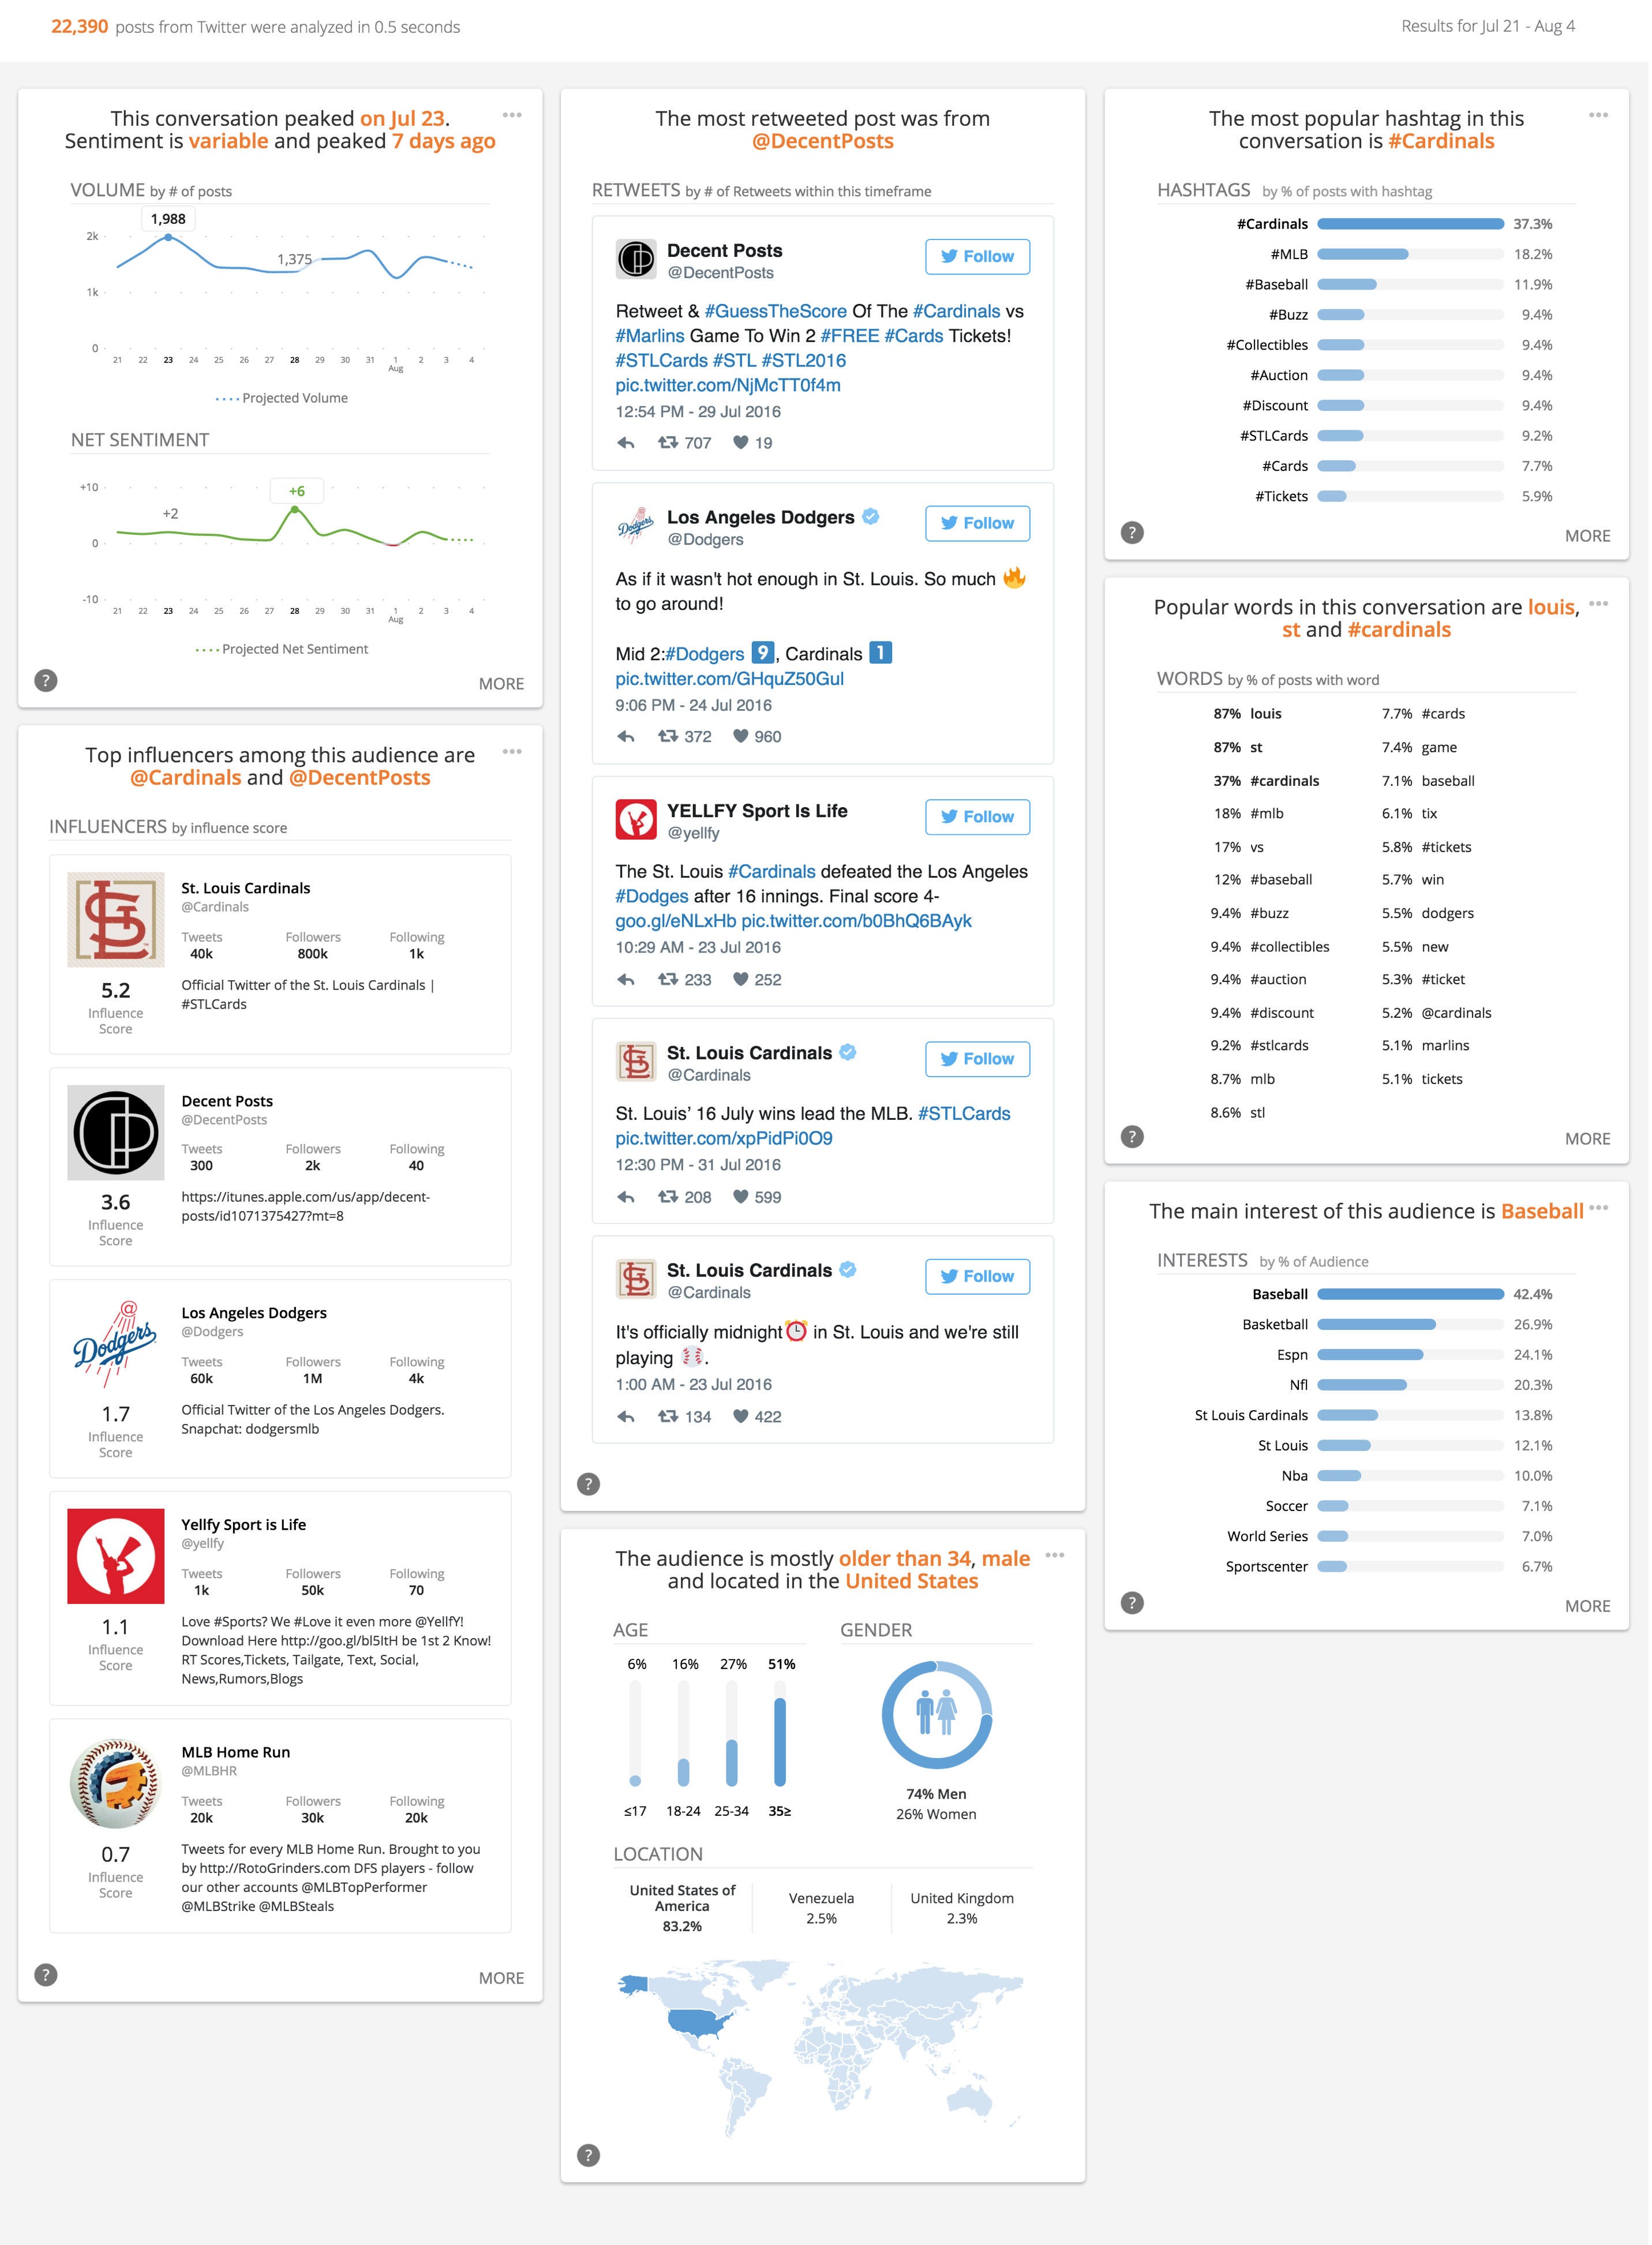 22,390 posts from Twitter were analyzed in 0.5 seconds
Results for Jul 21 - Aug 4
This conversation peaked on Jul 23.
Sentiment is variable and peaked 7 days ago
VOLUME by # of posts
1,988
2k
1,375
1k
0
21 22 23 24 25 26 27 28 29 30 31 1 2 3 4
Aug
Projected Volume
NET SENTIMENT
+10
+6
+2
0
-10
21 22 23 24 25 26 27 28 29 30 31 1 2 3 4
Aug
Projected Net Sentiment
?
MORE
Top influencers among this audience are
@Cardinals and @DecentPosts
INFLUENCERS by influence score
St. Louis Cardinals
@Cardinals
Tweets Followers Following
40k 800k 1k
5.2
Influence
Score
Official Twitter of the St. Louis Cardinals |
#STLCards
Decent Posts
@DecentPosts
Tweets Followers Following
300 2k 40
3.6
Influence
Score
https://itunes.apple.com/us/app/decent-
posts/id1071375427?mt=8
Dodgers
Los Angeles Dodgers
@Dodgers
Tweets Followers Following
60k 1M 4k
1.7
Influence
Score
Official Twitter of the Los Angeles Dodgers.
Snapchat: dodgersmlb
Yellfy Sport is Life
@yellfy
Tweets Followers Following
1k 50k 70
1.1
Influence
Score
Love #Sports? We #Love it even more @YellfY!
Download Here http://goo.gl/bl5ItH be 1st 2 Know!
RT Scores,Tickets, Tailgate, Text, Social,
News,Rumors,Blogs
MLB Home Run
@MLBHR
Tweets Followers Following
20k 30k 20k
0.7
Influence
Score
Tweets for every MLB Home Run. Brought to you
by http://RotoGrinders.com DFS players - follow
our other accounts @MLBTopPerformer
@MLBStrike @MLBSteals
?
MORE
The most retweeted post was from
@DecentPosts
RETWEETS by # of Retweets within this timeframe
Decent Posts
@DecentPosts
Follow
Retweet & #GuessTheScore Of The #Cardinals vs
#Marlins Game To Win 2 #FREE #Cards Tickets!
#STLCards #STL #STL2016
pic.twitter.com/NjMcTT0f4m
12:54 PM - 29 Jul 2016
707 19
Dodgers
Los Angeles Dodgers
@Dodgers
Follow
As if it wasn't hot enough in St. Louis. So much 🔥
to go around!
Mid 2:#Dodgers 9, Cardinals 1
pic.twitter.com/GHquZ50Gul
9:06 PM - 24 Jul 2016
372 960
YELLFY Sport Is Life
@yellfy
Follow
The St. Louis #Cardinals defeated the Los Angeles
#Dodges after 16 innings. Final score 4-
goo.gl/eNLxHb pic.twitter.com/b0BhQ6BAyk
10:29 AM - 23 Jul 2016
233 252
St. Louis Cardinals
@Cardinals
Follow
St. Louis’ 16 July wins lead the MLB. #STLCards
pic.twitter.com/xpPidPi0O9
12:30 PM - 31 Jul 2016
208 599
St. Louis Cardinals
@Cardinals
Follow
It's officially midnight⏰ in St. Louis and we're still
playing ⚾.
1:00 AM - 23 Jul 2016
134 422
?
The audience is mostly older than 34, male
and located in the United States
AGE
6% 16% 27% 51%
≤17 18-24 25-34 35≥
GENDER
74% Men
26% Women
LOCATION
United States of
America
83.2%
Venezuela
2.5%
United Kingdom
2.3%
?
The most popular hashtag in this
conversation is #Cardinals
HASHTAGS by % of posts with hashtag
#Cardinals 37.3%
#MLB 18.2%
#Baseball 11.9%
#Buzz 9.4%
#Collectibles 9.4%
#Auction 9.4%
#Discount 9.4%
#STLCards 9.2%
#Cards 7.7%
#Tickets 5.9%
?
MORE
Popular words in this conversation are louis,
st and #cardinals
WORDS by % of posts with word
87% louis 7.7% #cards
87% st 7.4% game
37% #cardinals 7.1% baseball
18% #mlb 6.1% tix
17% vs 5.8% #tickets
12% #baseball 5.7% win
9.4% #buzz 5.5% dodgers
9.4% #collectibles 5.5% new
9.4% #auction 5.3% #ticket
9.4% #discount 5.2% @cardinals
9.2% #stlcards 5.1% marlins
8.7% mlb 5.1% tickets
8.6% stl
?
MORE
The main interest of this audience is Baseball
INTERESTS by % of Audience
Baseball 42.4%
Basketball 26.9%
Espn 24.1%
Nfl 20.3%
St Louis Cardinals 13.8%
St Louis 12.1%
Nba 10.0%
Soccer 7.1%
World Series 7.0%
Sportscenter 6.7%
?
MORE